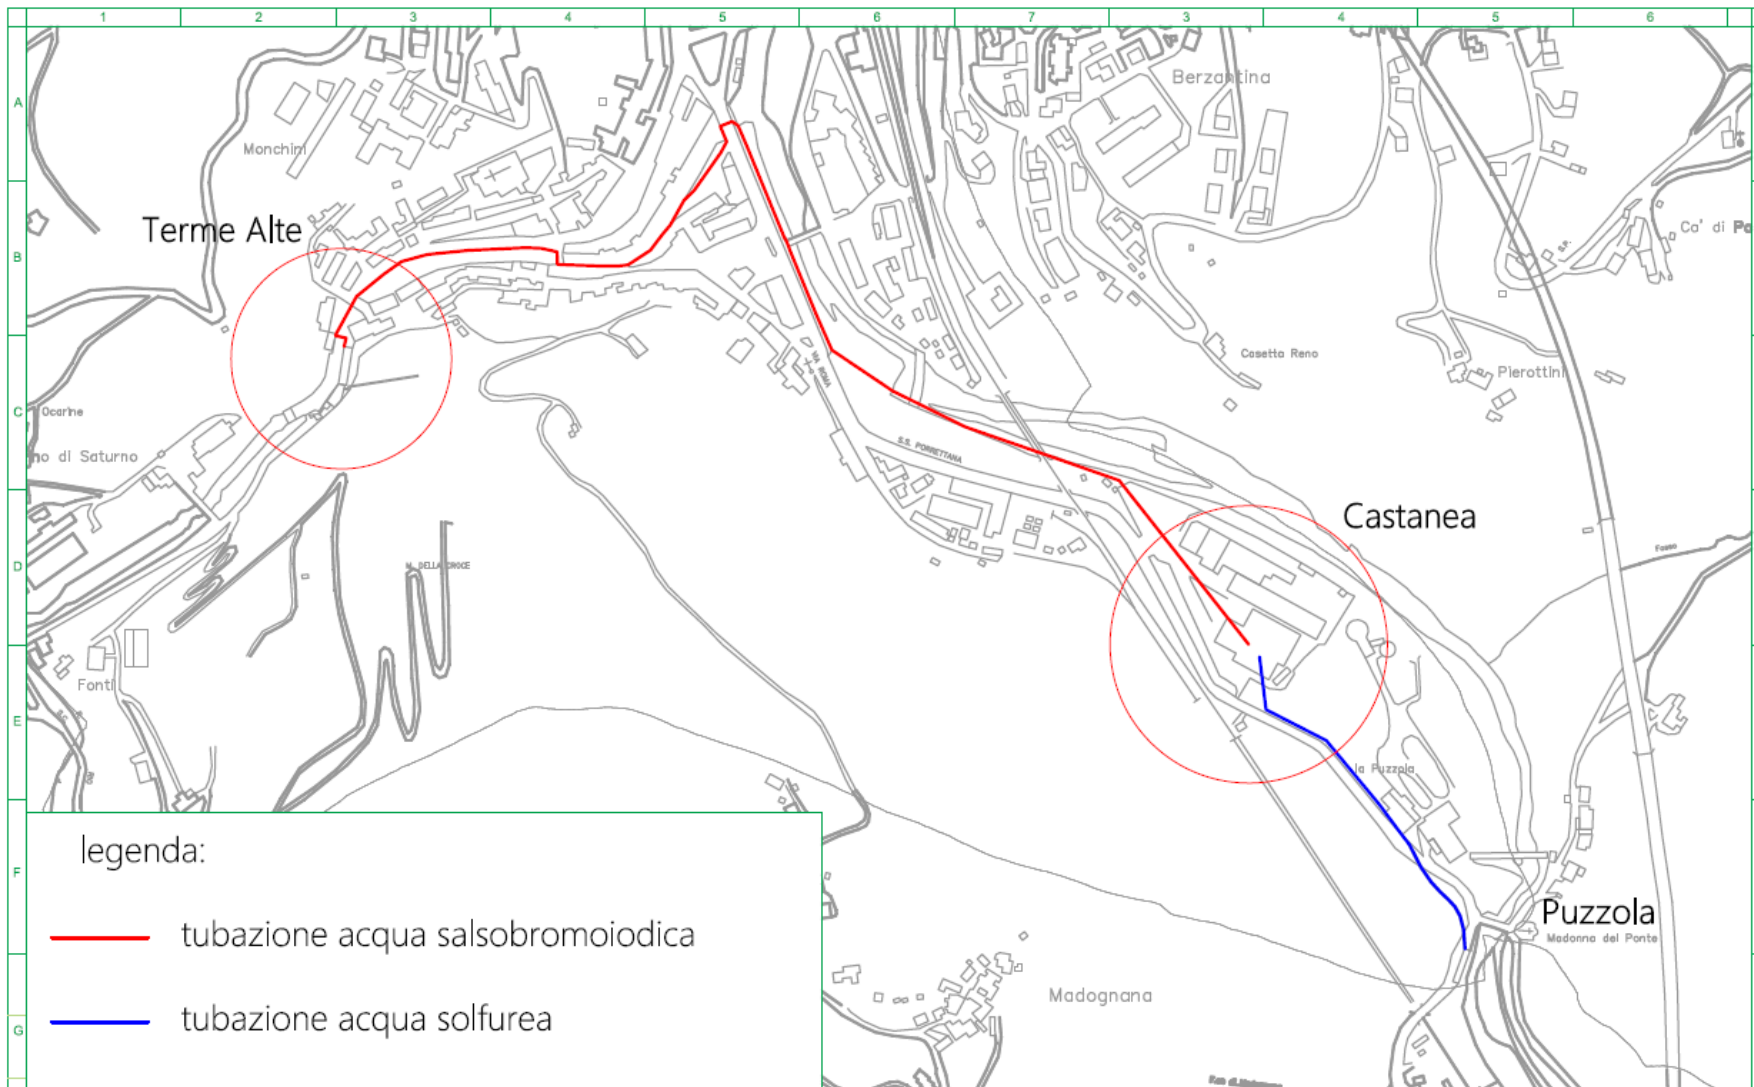 1 2 3 4 5 6 7 3 4 5 6
A
Berzantina
Monchini
Terme Alte
Ca' di
S.P.
B
Casetta Reno
Pierottini
VIA ROMA
C
Ocarine
no di Saturno
S.S. PORRETTANA
Castanea
M. DELLA CROCE
Fosso
D
Fonti
E
la Puzzola
legenda:
F
tubazione acqua salsobromoiodica
Puzzola
Madonna del Ponte
Madognana
tubazione acqua solfurea
G